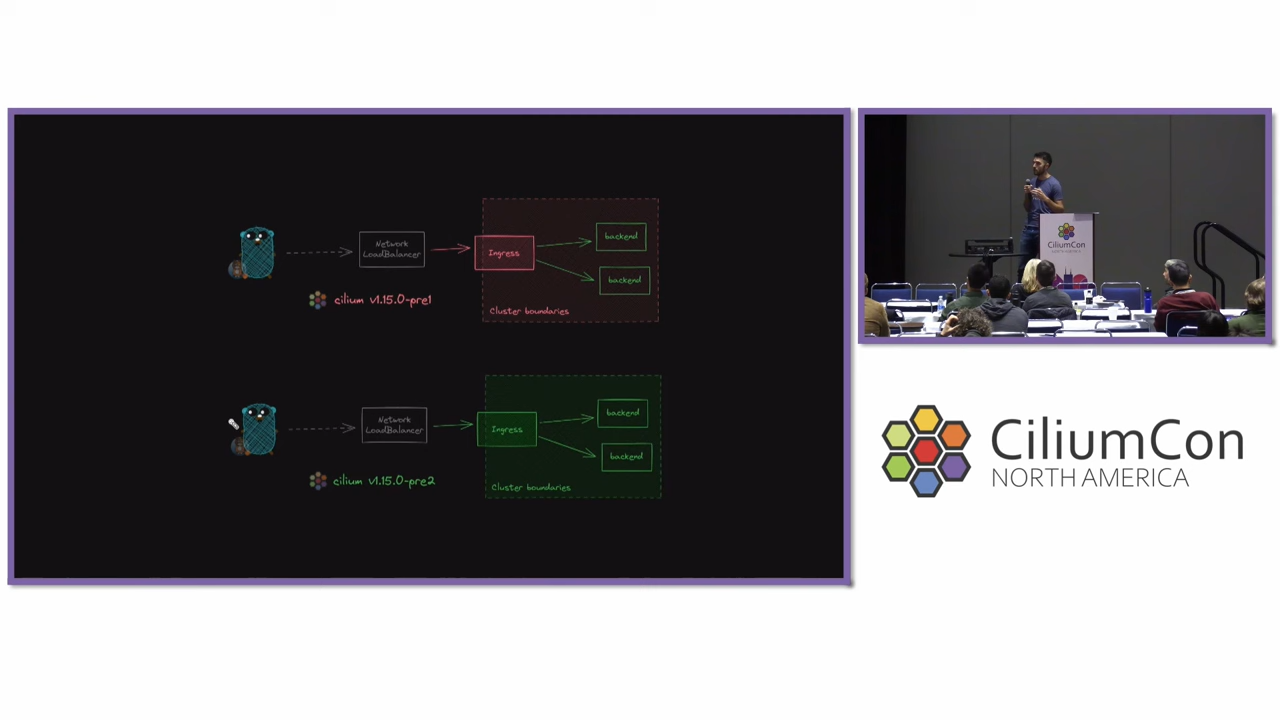 Network
LoadBalancer
Ingress
backend
backend
Cluster boundaries
cilium v1.15.0-pre1
Network
LoadBalancer
Ingress
backend
backend
Cluster boundaries
cilium v1.15.0-pre2
CiliumCon
CiliumCon
NORTH AMERICA